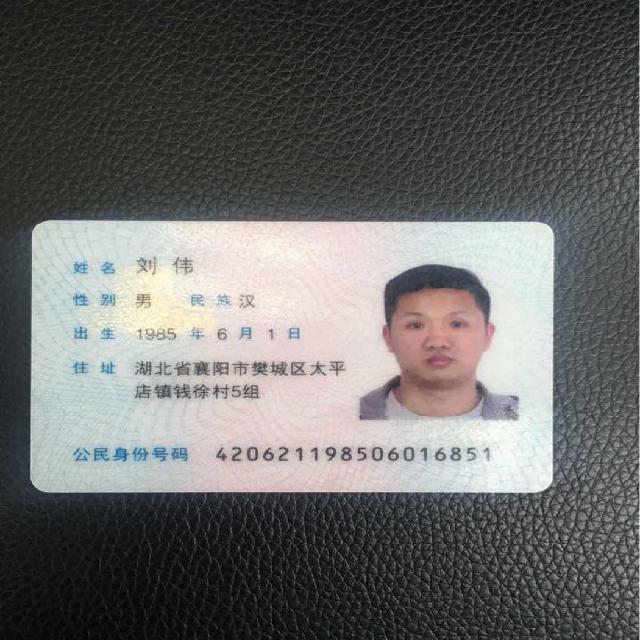 姓名 刘伟
性别 男 民族 汉
出生 1985 年 6 月 1 日
住址 湖北省襄阳市樊城区太平
店镇钱徐村5组
公民身份号码 420621198506016851